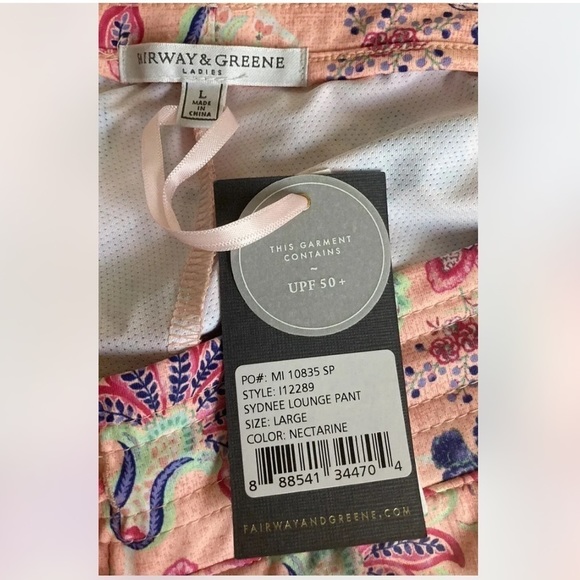 FAIRWAY & GREENE
LADIES
L
MADE IN
CHINA
THIS GARMENT
CONTAINS
~
UPF 50+
PO#: MI 10835 SP
STYLE: I12289
SYDNEE LOUNGE PANT
SIZE: LARGE
COLOR: NECTARINE
8 88541 34470 4
FAIRWAYANDGREENE.COM